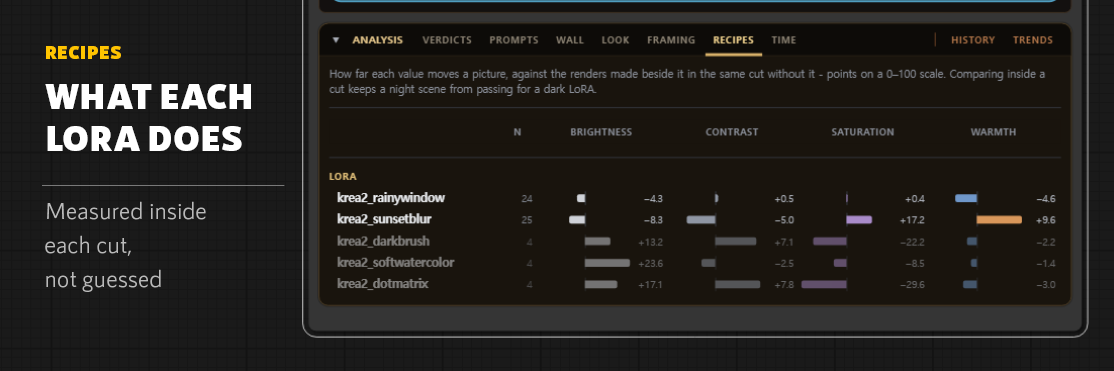 RECIPES
WHAT EACH
LORA DOES
Measured inside
each cut,
not guessed
▼ ANALYSIS VERDICTS PROMPTS WALL LOOK FRAMING RECIPES TIME HISTORY TRENDS
How far each value moves a picture, against the renders made beside it in the same cut without it - points on a 0–100 scale. Comparing inside a
cut keeps a night scene from passing for a dark LoRA.
N BRIGHTNESS CONTRAST SATURATION WARMTH
LORA
krea2_rainywindow 24 −4.3 +0.5 +0.4 −4.6
krea2_sunsetblur 25 −8.3 −5.0 +17.2 +9.6
krea2_darkbrush 4 +13.2 +7.1 −22.2 −2.2
krea2_softwatercolor 4 +23.6 −2.5 −8.5 −1.4
krea2_dotmatrix 4 +17.1 +7.8 −29.6 −3.0